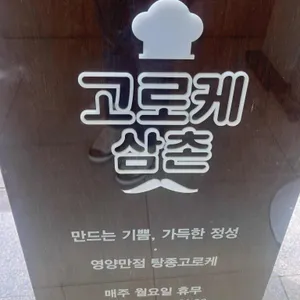 고로케
삼촌
만드는 기쁨, 가득한 정성
영양만점 탕종고로케
매주 월요일 휴무